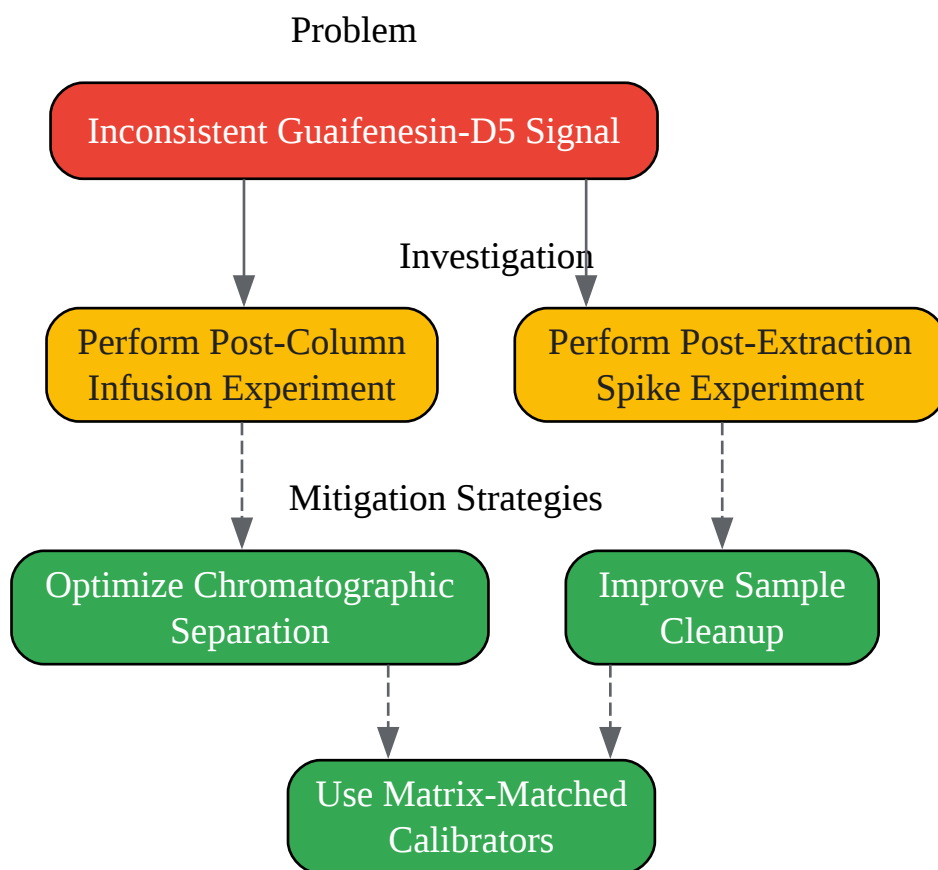 Problem
Inconsistent Guaifenesin-D5 Signal
Investigation
Perform Post-Column
Infusion Experiment
Perform Post-Extraction
Spike Experiment
Mitigation Strategies
Optimize Chromatographic
Separation
Improve Sample
Cleanup
Use Matrix-Matched
Calibrators